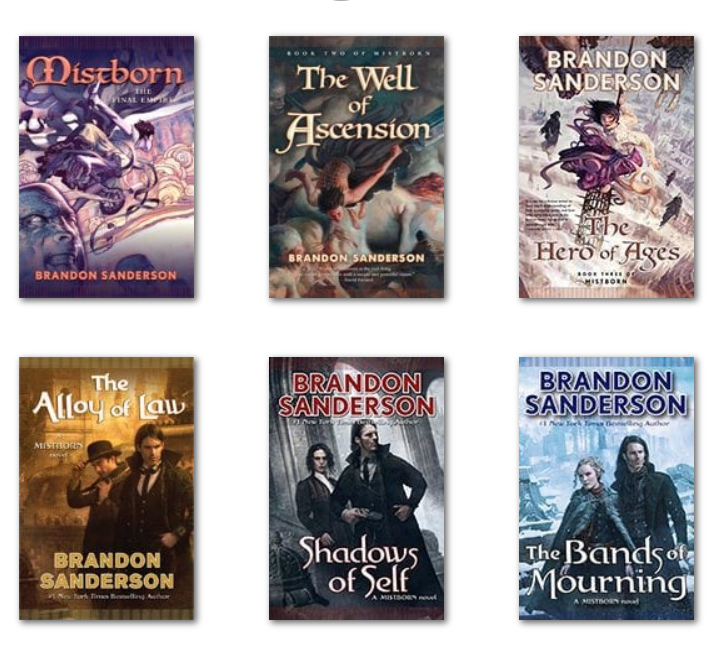 Mistborn
THE
FINAL EMPIRE
BRANDON SANDERSON
BOOK TWO OF MISTBORN
The Well
of
Ascension
BRANDON SANDERSON
BRANDON
SANDERSON
The
Hero of Ages
BOOK THREE OF
MISTBORN
The
Alloy of Law
A
MISTBORN
novel
BRANDON
SANDERSON
#1 New York Times Bestselling Author
BRANDON
SANDERSON
#1 New York Times Bestselling Author
Shadows
of Self
A MISTBORN novel
BRANDON
SANDERSON
#1 New York Times Bestselling Author
The Bands of
Mourning
A MISTBORN novel